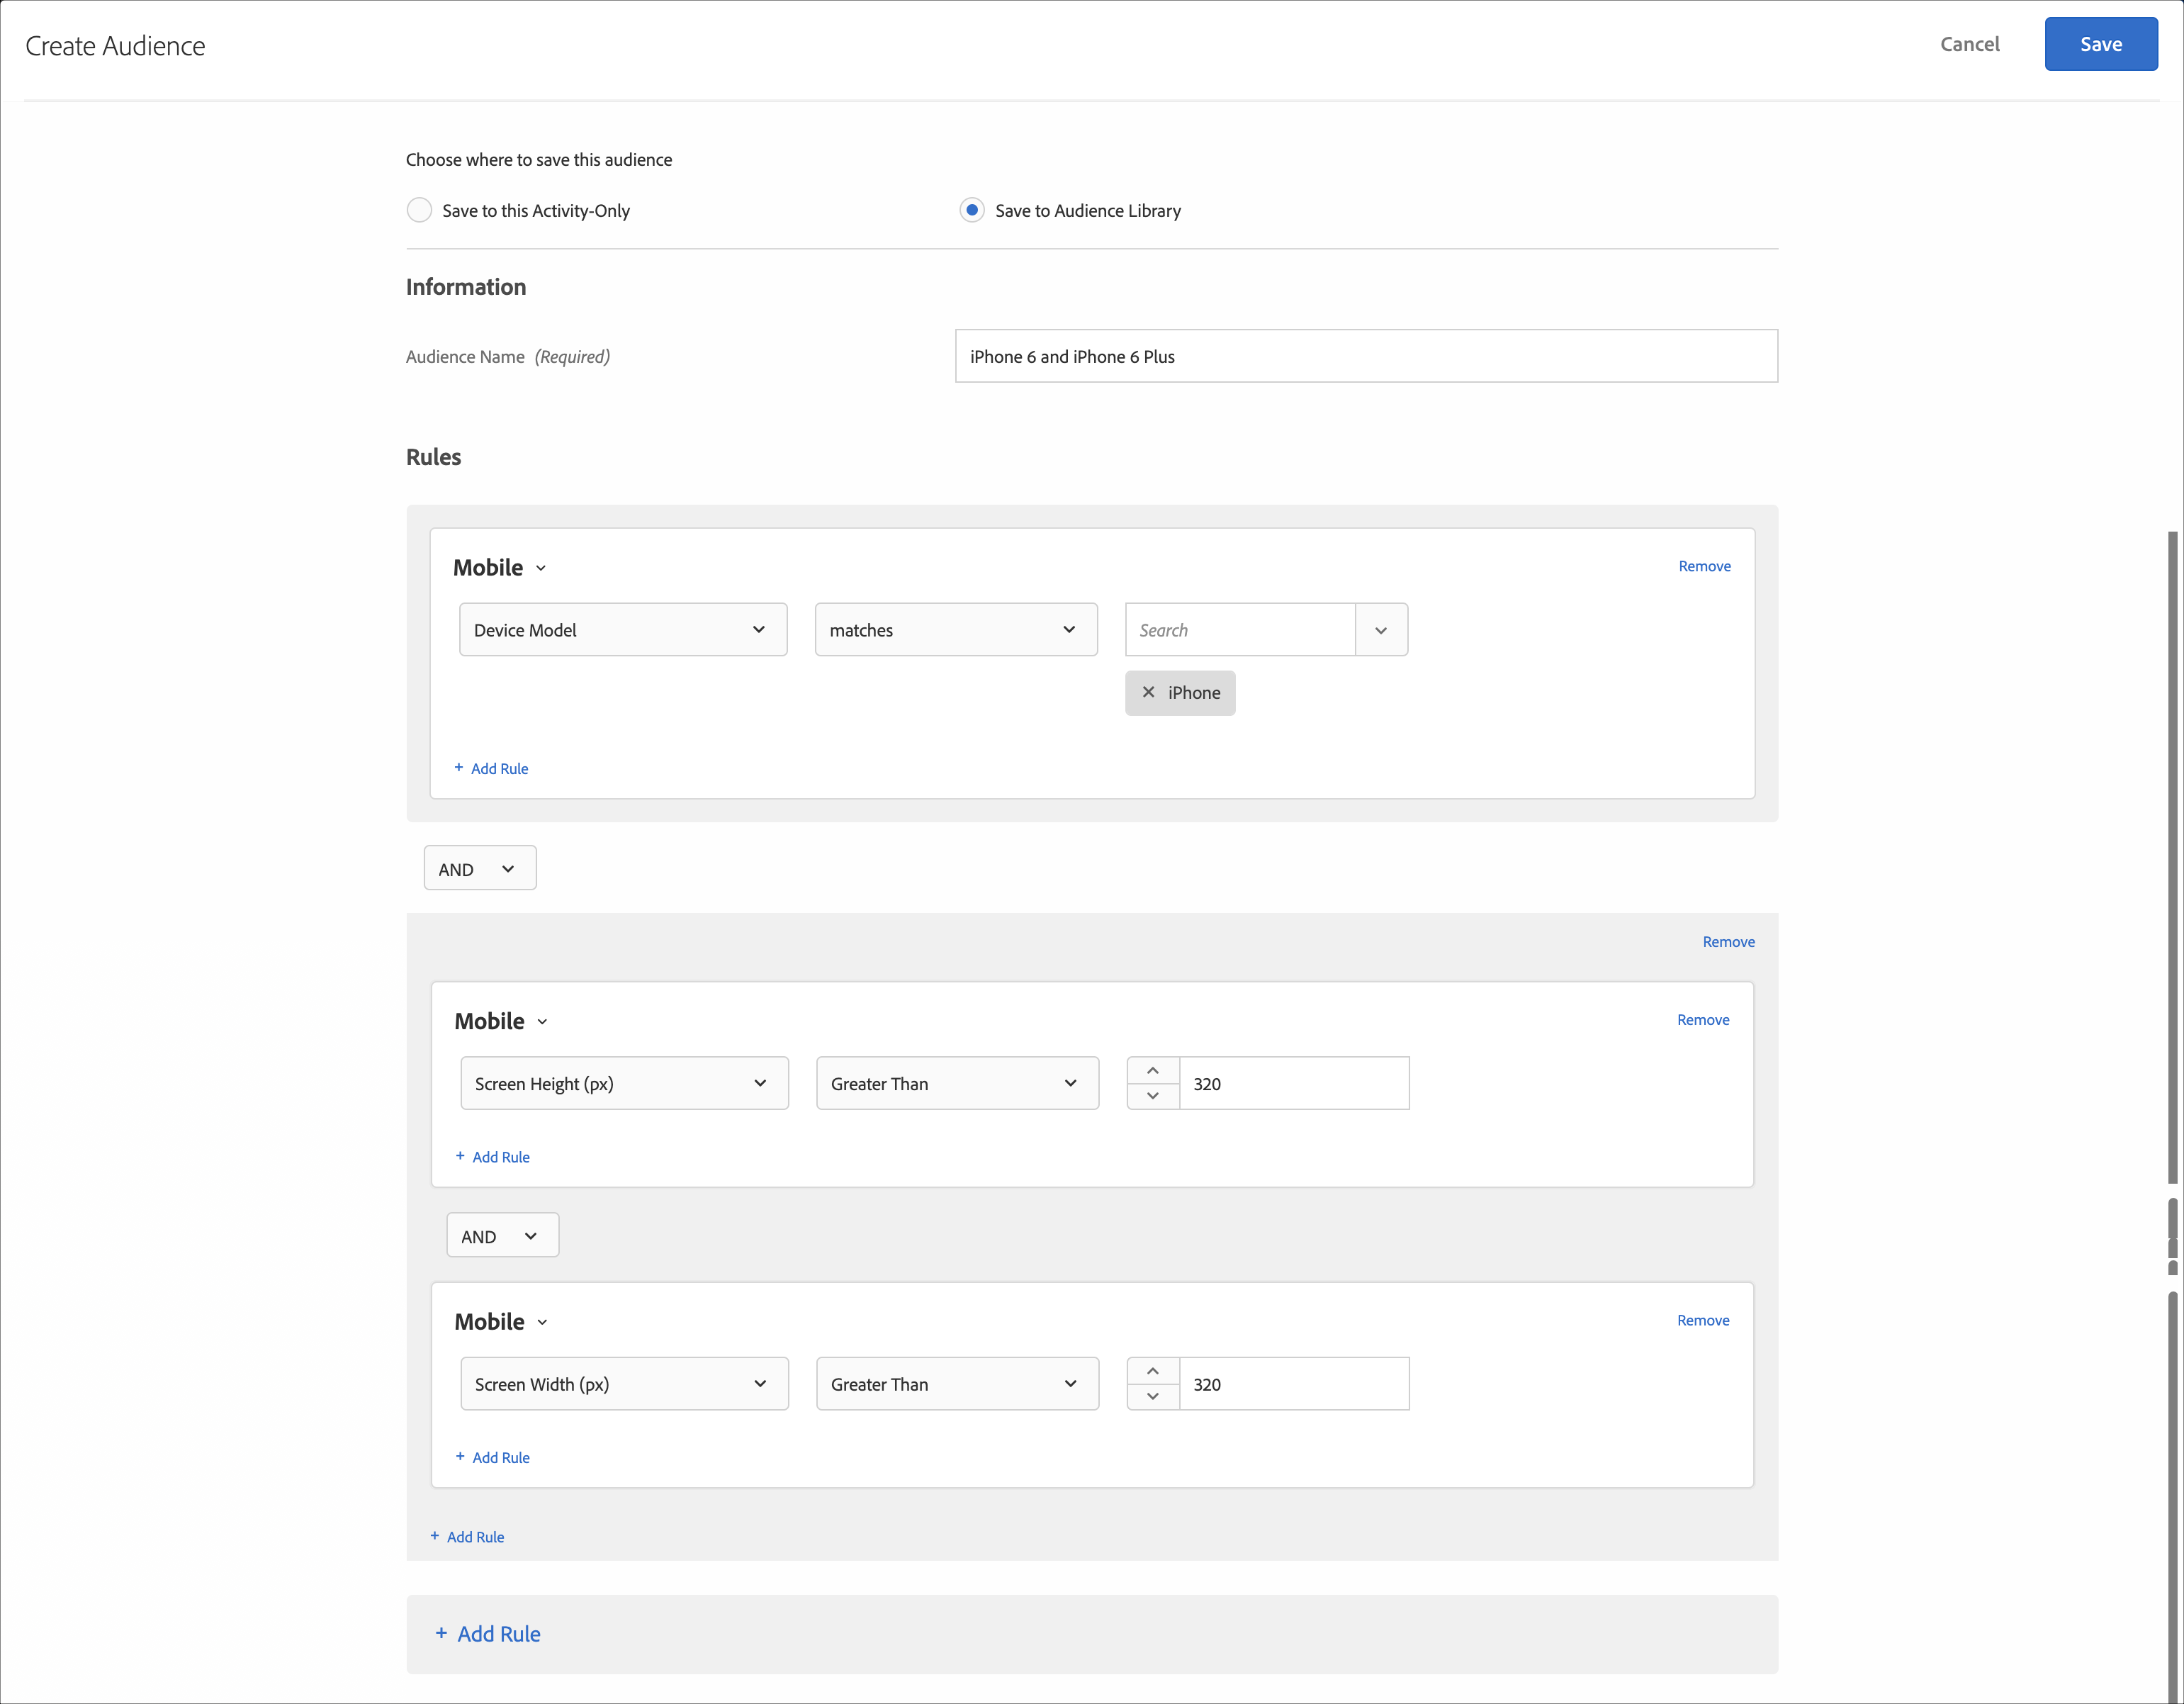 Create Audience
Cancel
Save
Choose where to save this audience
Save to this Activity-Only
Save to Audience Library
Information
Audience Name (Required)
iPhone 6 and iPhone 6 Plus
Rules
Mobile
Remove
Device Model
matches
Search
iPhone
+ Add Rule
AND
Remove
Mobile
Remove
Screen Height (px)
Greater Than
320
+ Add Rule
AND
Mobile
Remove
Screen Width (px)
Greater Than
320
+ Add Rule
+ Add Rule
+ Add Rule